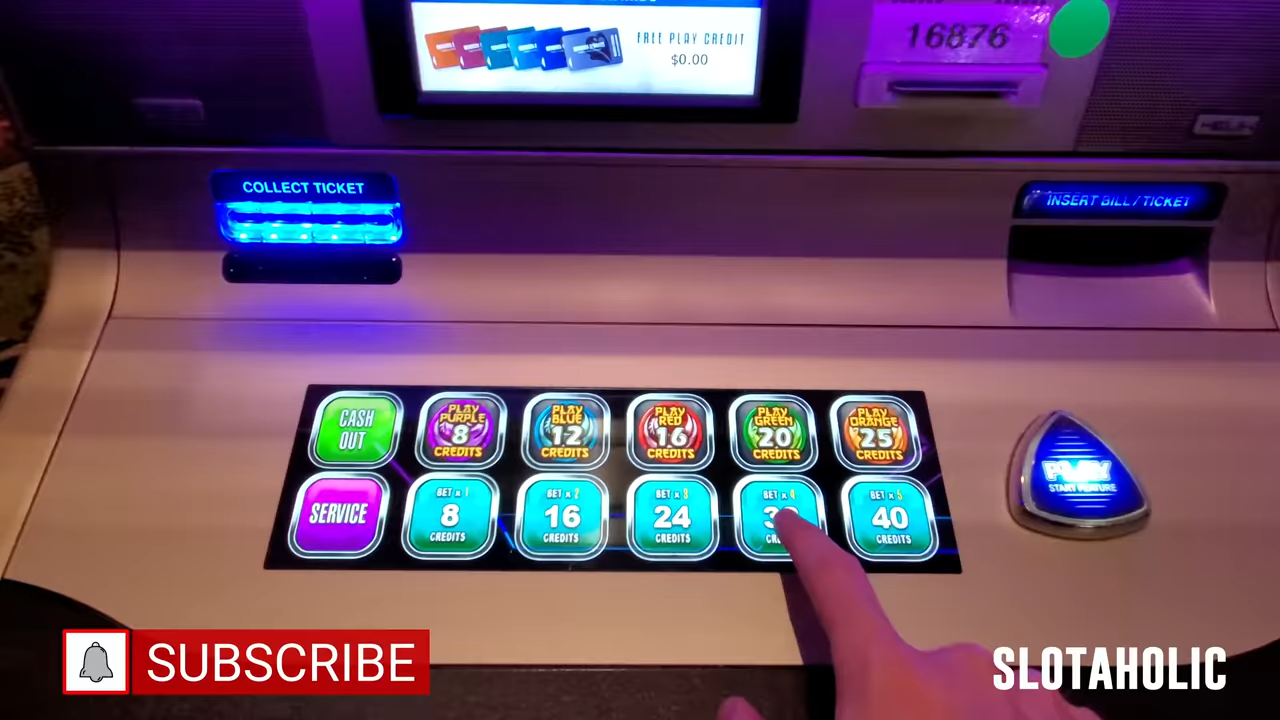 FREE PLAY CREDIT
$0.00
16876
HELIX
COLLECT TICKET
INSERT BILL/TICKET
CASH OUT
PLAY PURPLE 8 CREDITS
PLAY BLUE 12 CREDITS
PLAY RED 16 CREDITS
PLAY GREEN 20 CREDITS
PLAY ORANGE 25 CREDITS
SERVICE
BET x 1 8 CREDITS
BET x 2 16 CREDITS
BET x 3 24 CREDITS
BET x 4
BET x 5 40 CREDITS
PLAY
START FEATURE
SUBSCRIBE
SLOTAHOLIC